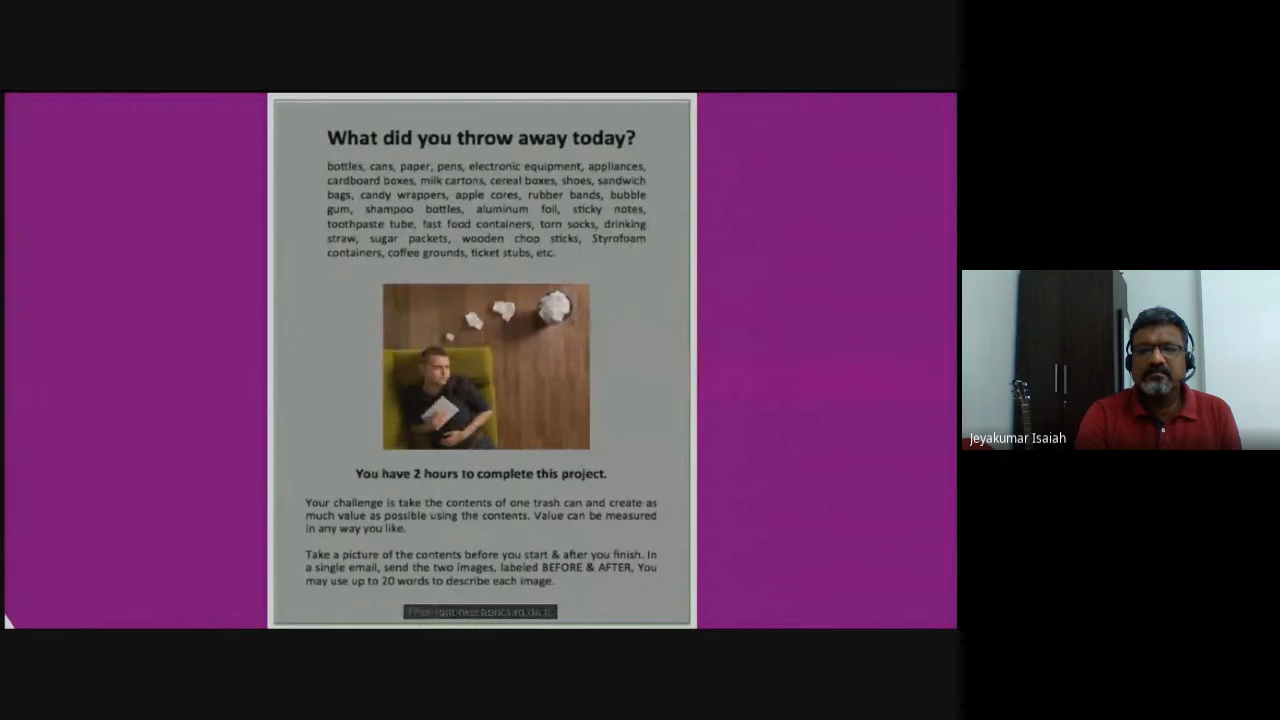 What did you throw away today?
bottles, cans, paper, pens, electronic equipment, appliances,
cardboard boxes, milk cartons, cereal boxes, shoes, sandwich
bags, candy wrappers, apple cores, rubber bands, bubble
gum, shampoo bottles, aluminum foil, sticky notes,
toothpaste tube, fast food containers, torn socks, drinking
straw, sugar packets, wooden chop sticks, Styrofoam
containers, coffee grounds, ticket stubs, etc.
You have 2 hours to complete this project.
Your challenge is take the contents of one trash can and create as
much value as possible using the contents. Value can be measured
in any way you like.
Take a picture of the contents before you start & after you finish. In
a single email, send the two images, labeled BEFORE & AFTER, You
may use up to 20 words to describe each image.
Jeyakumar Isaiah